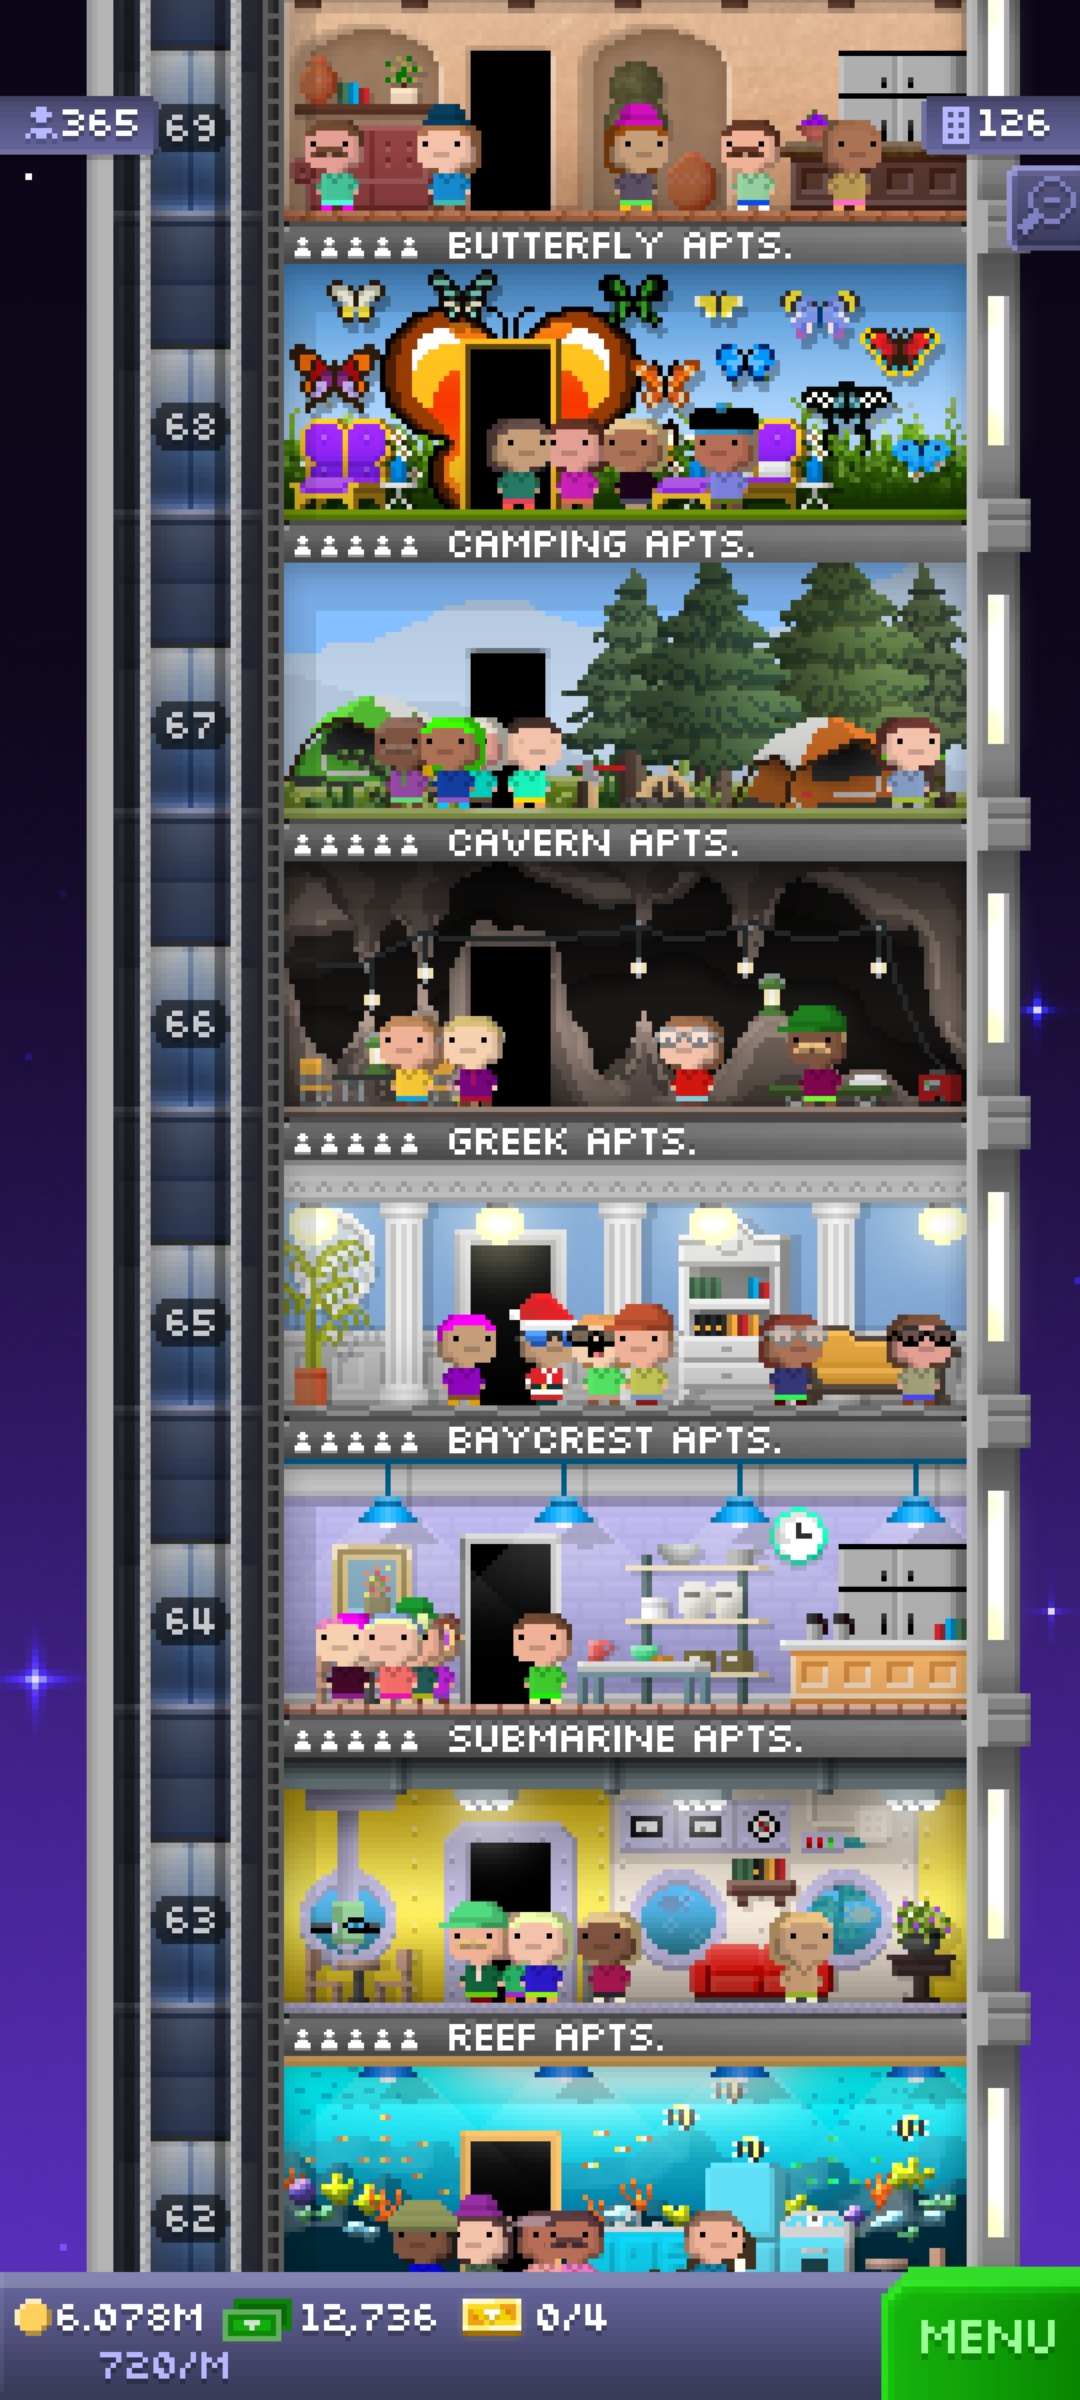 365
69
126
BUTTERFLY APTS.
68
CAMPING APTS.
67
CAVERN APTS.
66
GREEK APTS.
65
BAYCREST APTS.
64
SUBMARINE APTS.
63
REEF APTS.
62
6.078M 12,736 0/4
720/M
MENU